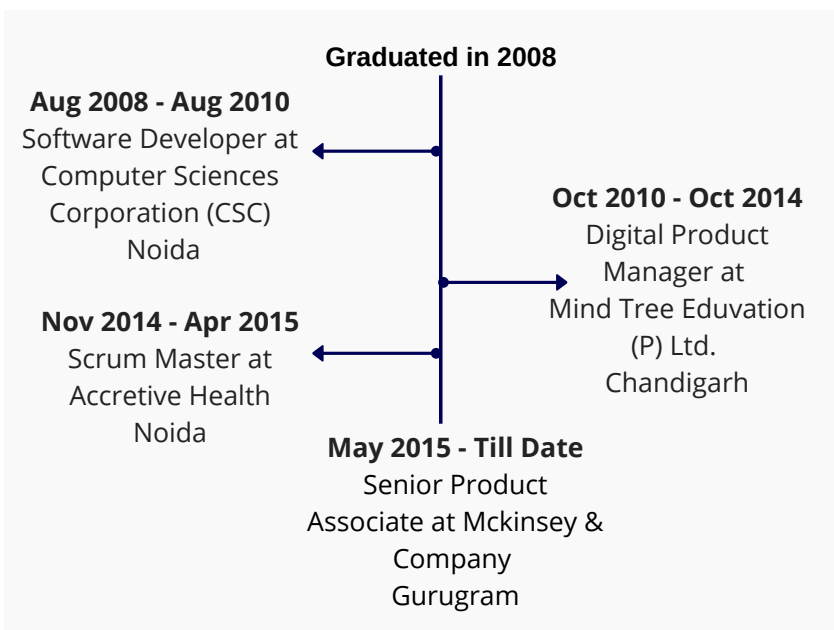 Graduated in 2008
Aug 2008 - Aug 2010
Software Developer at
Computer Sciences
Corporation (CSC)
Noida
Oct 2010 - Oct 2014
Digital Product
Manager at
Mind Tree Eduvation
(P) Ltd.
Chandigarh
Nov 2014 - Apr 2015
Scrum Master at
Accretive Health
Noida
May 2015 - Till Date
Senior Product
Associate at Mckinsey &
Company
Gurugram